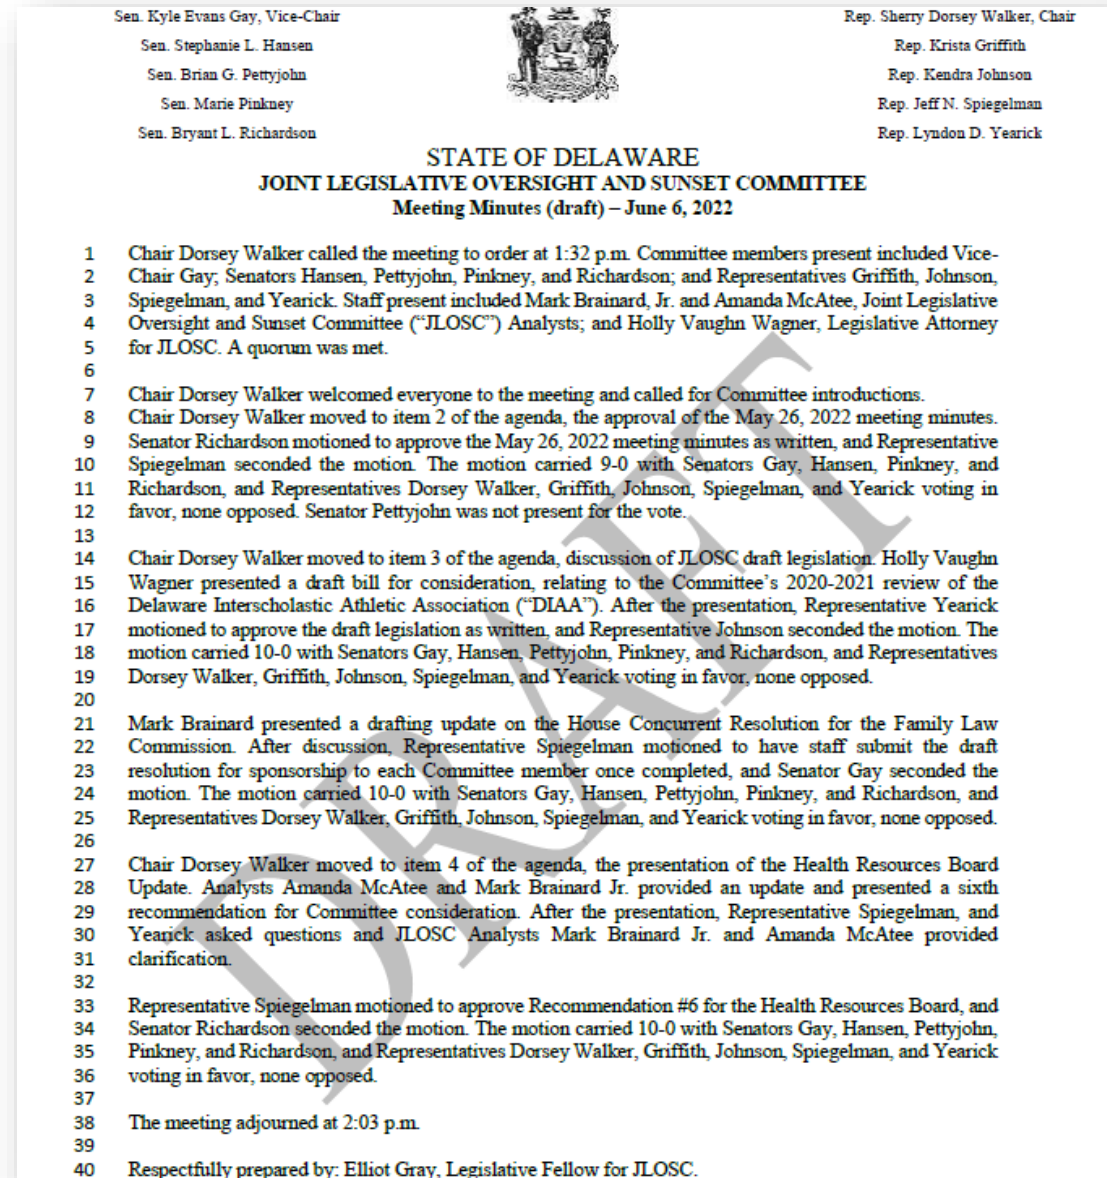 Sen. Kyle Evans Gay, Vice-Chair
Sen. Stephanie L. Hansen
Sen. Brian G. Pettyjohn
Sen. Marie Pinkney
Sen. Bryant L. Richardson
Rep. Sherry Dorsey Walker, Chair
Rep. Krista Griffith
Rep. Kendra Johnson
Rep. Jeff N. Spiegelman
Rep. Lyndon D. Yearick
STATE OF DELAWARE
JOINT LEGISLATIVE OVERSIGHT AND SUNSET COMMITTEE
Meeting Minutes (draft) – June 6, 2022
1 Chair Dorsey Walker called the meeting to order at 1:32 p.m. Committee members present included Vice-
2 Chair Gay; Senators Hansen, Pettyjohn, Pinkney, and Richardson; and Representatives Griffith, Johnson,
3 Spiegelman, and Yearick. Staff present included Mark Brainard, Jr. and Amanda McAtee, Joint Legislative
4 Oversight and Sunset Committee (“JLOSC”) Analysts; and Holly Vaughn Wagner, Legislative Attorney
5 for JLOSC. A quorum was met.
6
7 Chair Dorsey Walker welcomed everyone to the meeting and called for Committee introductions.
8 Chair Dorsey Walker moved to item 2 of the agenda, the approval of the May 26, 2022 meeting minutes.
9 Senator Richardson motioned to approve the May 26, 2022 meeting minutes as written, and Representative
10 Spiegelman seconded the motion. The motion carried 9-0 with Senators Gay, Hansen, Pinkney, and
11 Richardson, and Representatives Dorsey Walker, Griffith, Johnson, Spiegelman, and Yearick voting in
12 favor, none opposed. Senator Pettyjohn was not present for the vote.
13
14 Chair Dorsey Walker moved to item 3 of the agenda, discussion of JLOSC draft legislation. Holly Vaughn
15 Wagner presented a draft bill for consideration, relating to the Committee’s 2020-2021 review of the
16 Delaware Interscholastic Athletic Association (“DIAA”). After the presentation, Representative Yearick
17 motioned to approve the draft legislation as written, and Representative Johnson seconded the motion. The
18 motion carried 10-0 with Senators Gay, Hansen, Pettyjohn, Pinkney, and Richardson, and Representatives
19 Dorsey Walker, Griffith, Johnson, Spiegelman, and Yearick voting in favor, none opposed.
20
21 Mark Brainard presented a drafting update on the House Concurrent Resolution for the Family Law
22 Commission. After discussion, Representative Spiegelman motioned to have staff submit the draft
23 resolution for sponsorship to each Committee member once completed, and Senator Gay seconded the
24 motion. The motion carried 10-0 with Senators Gay, Hansen, Pettyjohn, Pinkney, and Richardson, and
25 Representatives Dorsey Walker, Griffith, Johnson, Spiegelman, and Yearick voting in favor, none opposed.
26
27 Chair Dorsey Walker moved to item 4 of the agenda, the presentation of the Health Resources Board
28 Update. Analysts Amanda McAtee and Mark Brainard Jr. provided an update and presented a sixth
29 recommendation for Committee consideration. After the presentation, Representative Spiegelman, and
30 Yearick asked questions and JLOSC Analysts Mark Brainard Jr. and Amanda McAtee provided
31 clarification.
32
33 Representative Spiegelman motioned to approve Recommendation #6 for the Health Resources Board, and
34 Senator Richardson seconded the motion. The motion carried 10-0 with Senators Gay, Hansen, Pettyjohn,
35 Pinkney, and Richardson, and Representatives Dorsey Walker, Griffith, Johnson, Spiegelman, and Yearick
36 voting in favor, none opposed.
37
38 The meeting adjourned at 2:03 p.m.
39
40 Respectfully prepared by: Elliot Gray, Legislative Fellow for JLOSC.
DRAFT